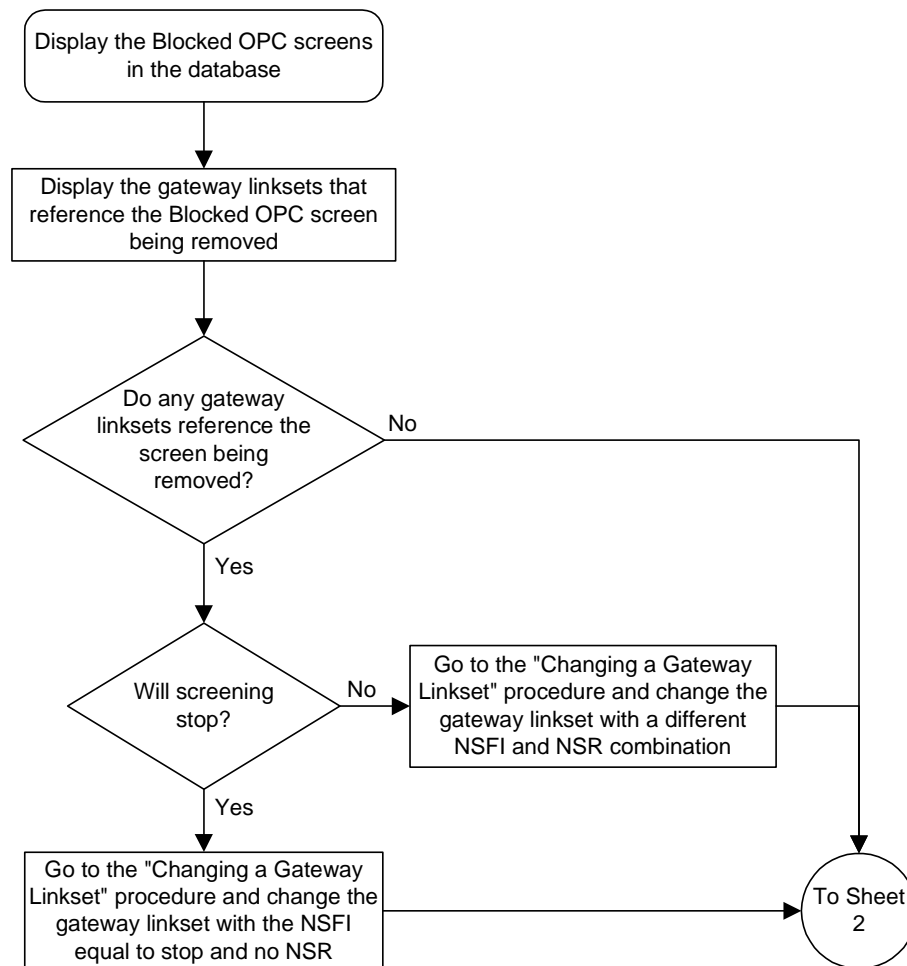 Display the Blocked OPC screens
in the database
Display the gateway linksets that
reference the Blocked OPC screen
being removed
Do any gateway
linksets reference the
screen being
removed?
No
Yes
Will screening
stop?
No
Go to the "Changing a Gateway
Linkset" procedure and change the
gateway linkset with a different
NSFI and NSR combination
Yes
Go to the "Changing a Gateway
Linkset" procedure and change the
gateway linkset with the NSFI
equal to stop and no NSR
To Sheet
2